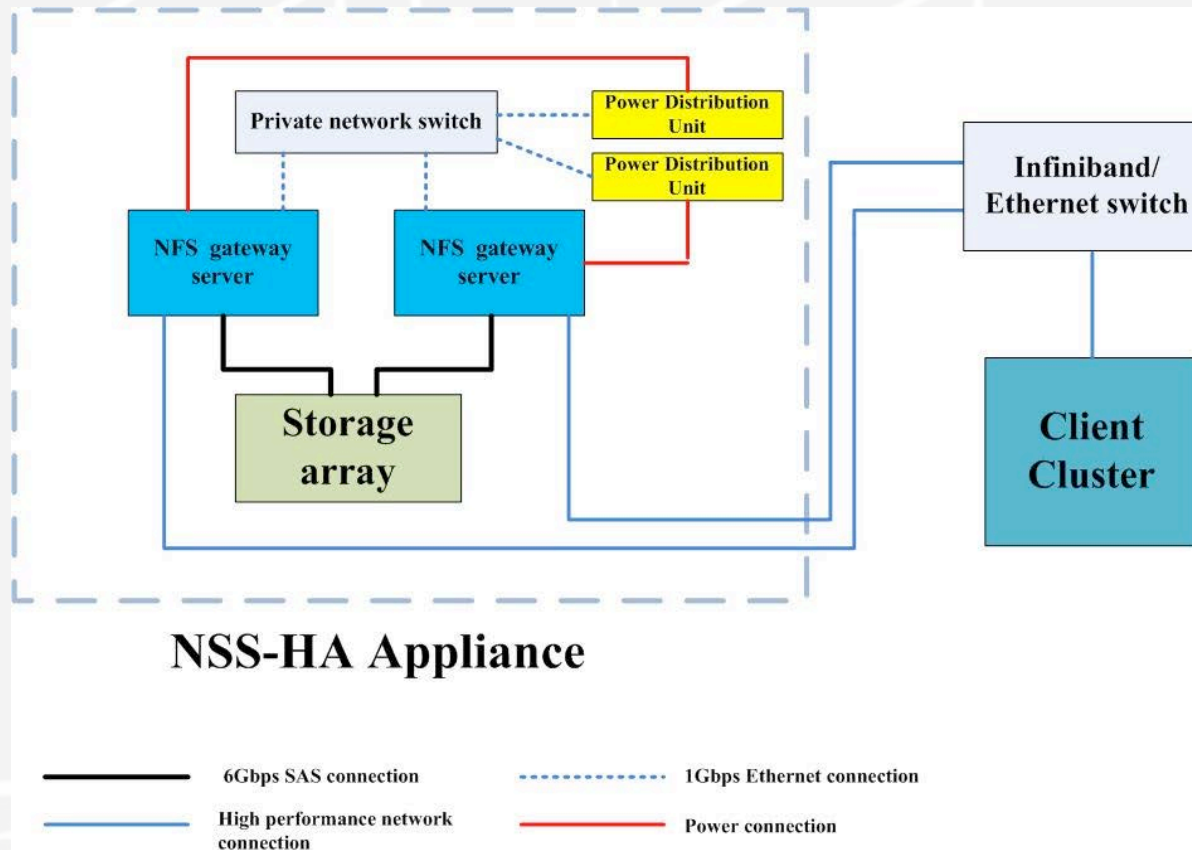 Power Distribution
Unit
Private network switch
Power Distribution
Unit
Infiniband/
Ethernet switch
NFS gateway
server
NFS gateway
server
Storage
array
Client
Cluster
NSS-HA Appliance
6Gbps SAS connection
1Gbps Ethernet connection
High performance network
connection
Power connection